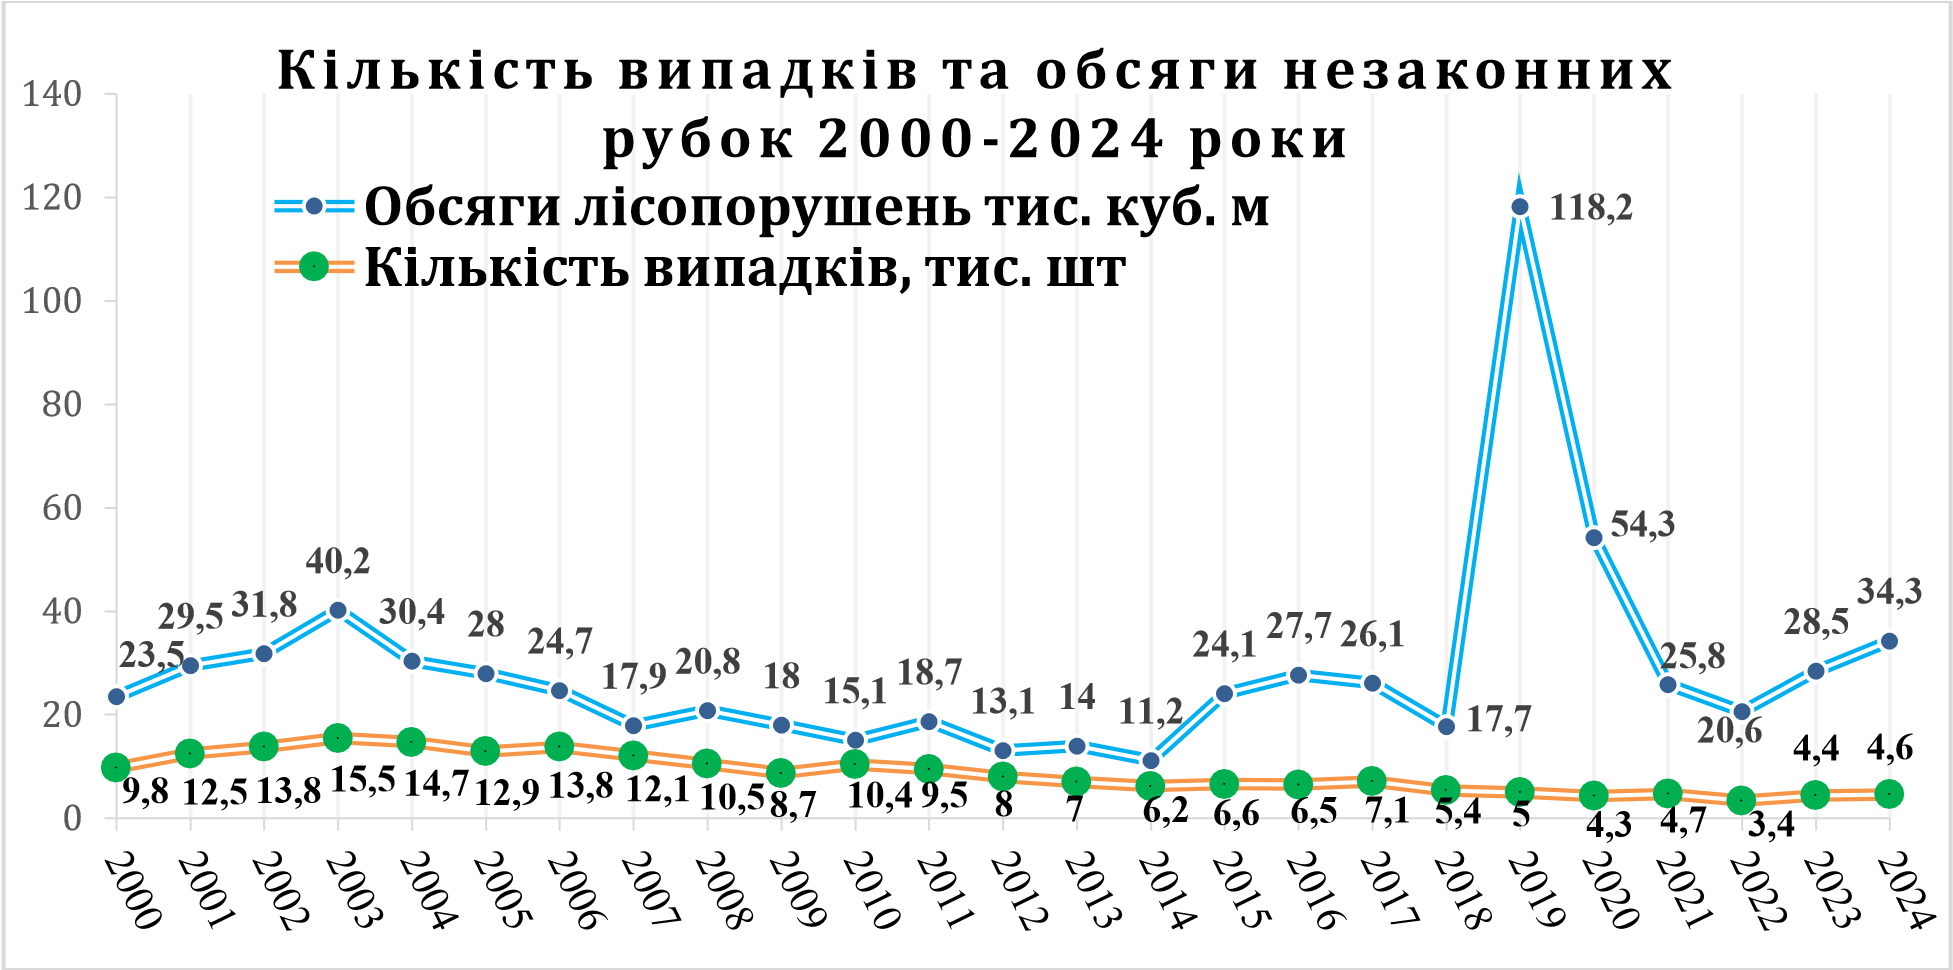 Кількість випадків та обсяги незаконних
рубок 2000-2024 роки
Обсяги лісопорушень тис. куб. м
Кількість випадків, тис. шт
140
120
100
80
60
40
20
0
23,5 29,5 31,8 40,2 30,4 28 24,7 17,9 20,8 18 15,1 18,7 13,1 14 11,2 24,1 27,7 26,1 17,7 118,2 54,3 25,8 20,6 28,5 34,3
9,8 12,5 13,8 15,5 14,7 12,9 13,8 12,1 10,5 8,7 10,4 9,5 8 7 6,2 6,6 6,5 7,1 5,4 5 4,3 4,7 3,4 4,4 4,6
2000 2001 2002 2003 2004 2005 2006 2007 2008 2009 2010 2011 2012 2013 2014 2015 2016 2017 2018 2019 2020 2021 2022 2023 2024